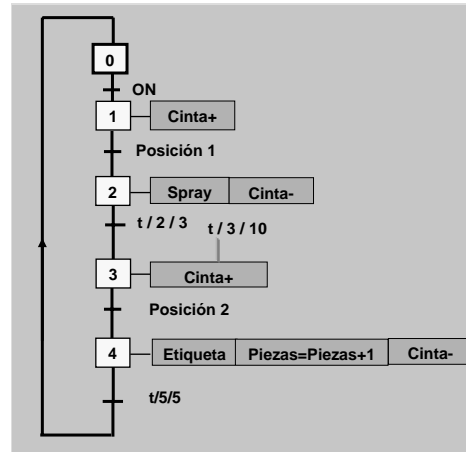 0
ON
1 Cinta+
Posición 1
2 Spray Cinta-
t / 2 / 3 t / 3 / 10
3 Cinta+
Posición 2
4 Etiqueta Piezas=Piezas+1 Cinta-
t/5/5